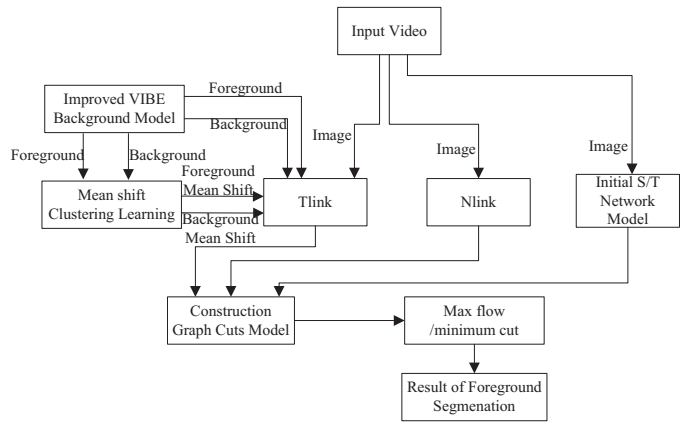 Input Video
Foreground
Improved VIBE
Background Model
Background
Image
Foreground
Background
Image
Image
Foreground
Mean Shift
Mean shift
Clustering Learning
Tlink
Nlink
Initial S/T
Network
Model
Background
Mean Shift
Construction
Graph Cuts Model
Max flow
/minimum cut
Result of Foreground
Segmenation